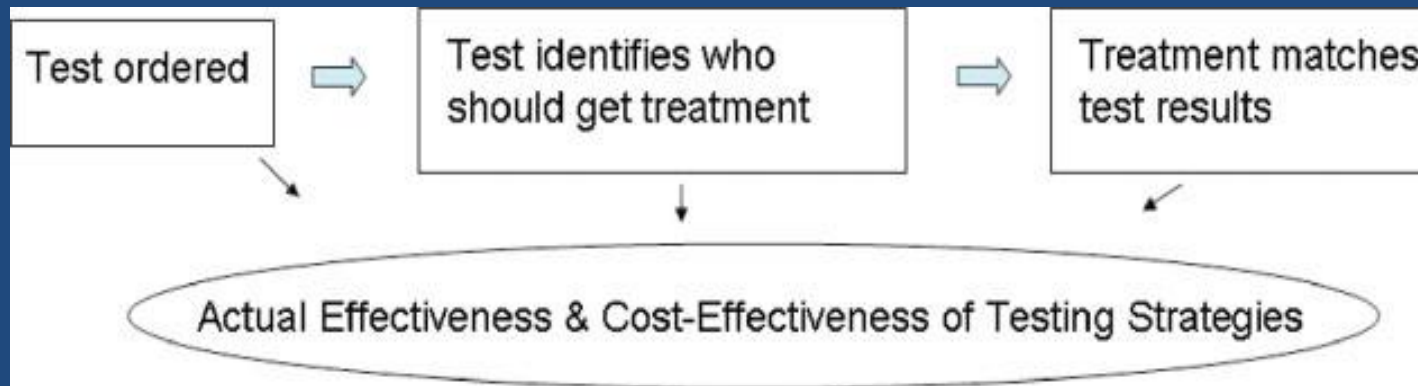 Test ordered
Test identifies who
should get treatment
Treatment matches
test results
Actual Effectiveness & Cost-Effectiveness of Testing Strategies